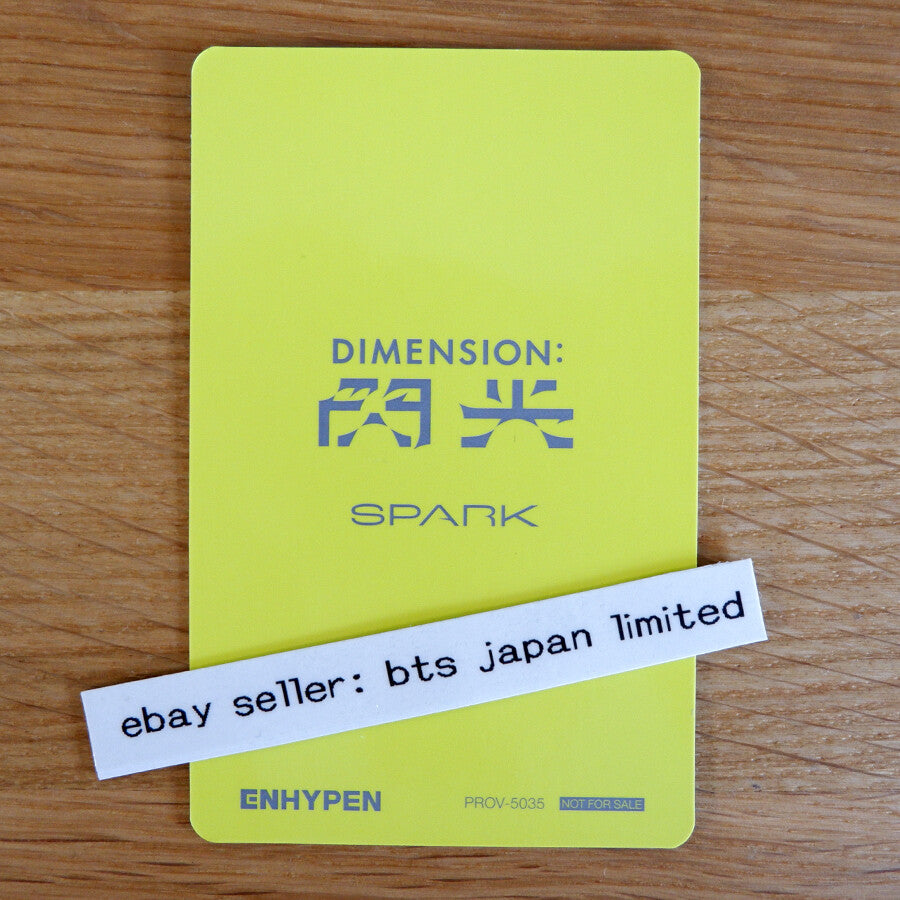 DIMENSION:
閃光
SPARK
ebay seller: bts japan limited
ENHYPEN
PROV-5035 NOT FOR SALE